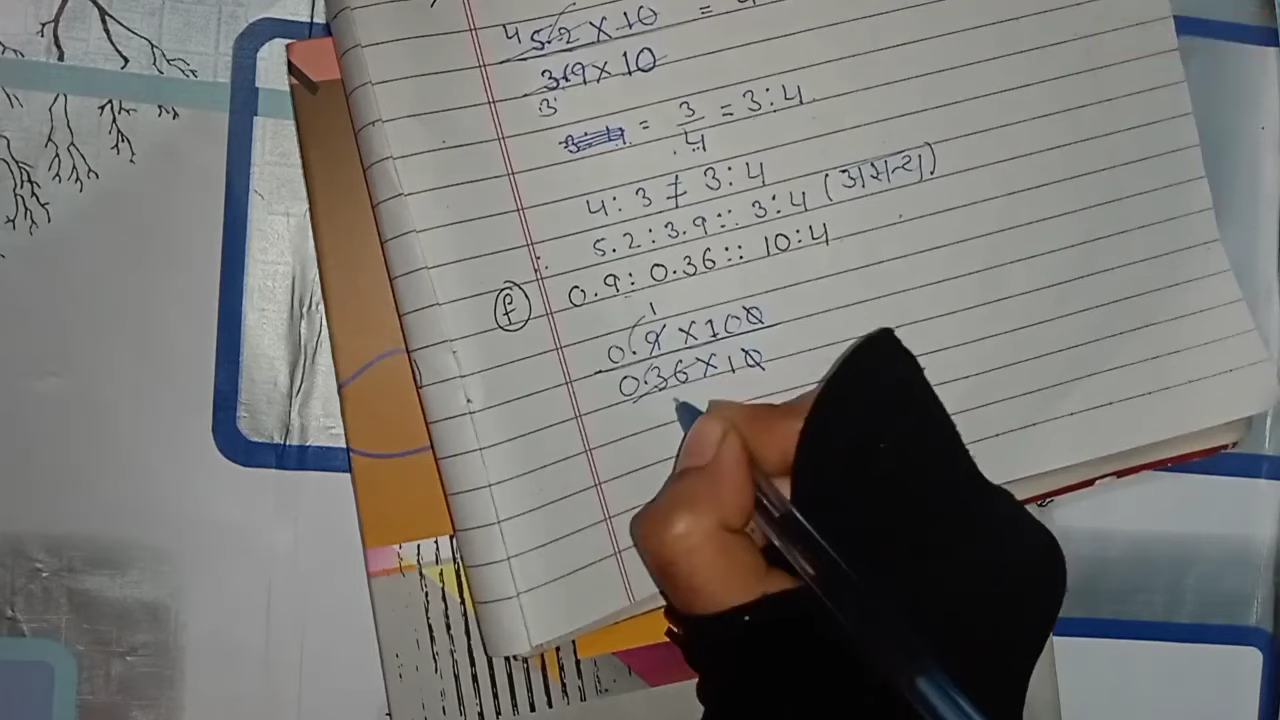 4 5.2 × 10 =
3.9 × 10
3
= 3/4 = 3:4
4:3 ≠ 3:4
5.2:3.9::3:4 (असत्य)
(f) 0.9:0.36::10:4
1
0.9×100
0.36×10